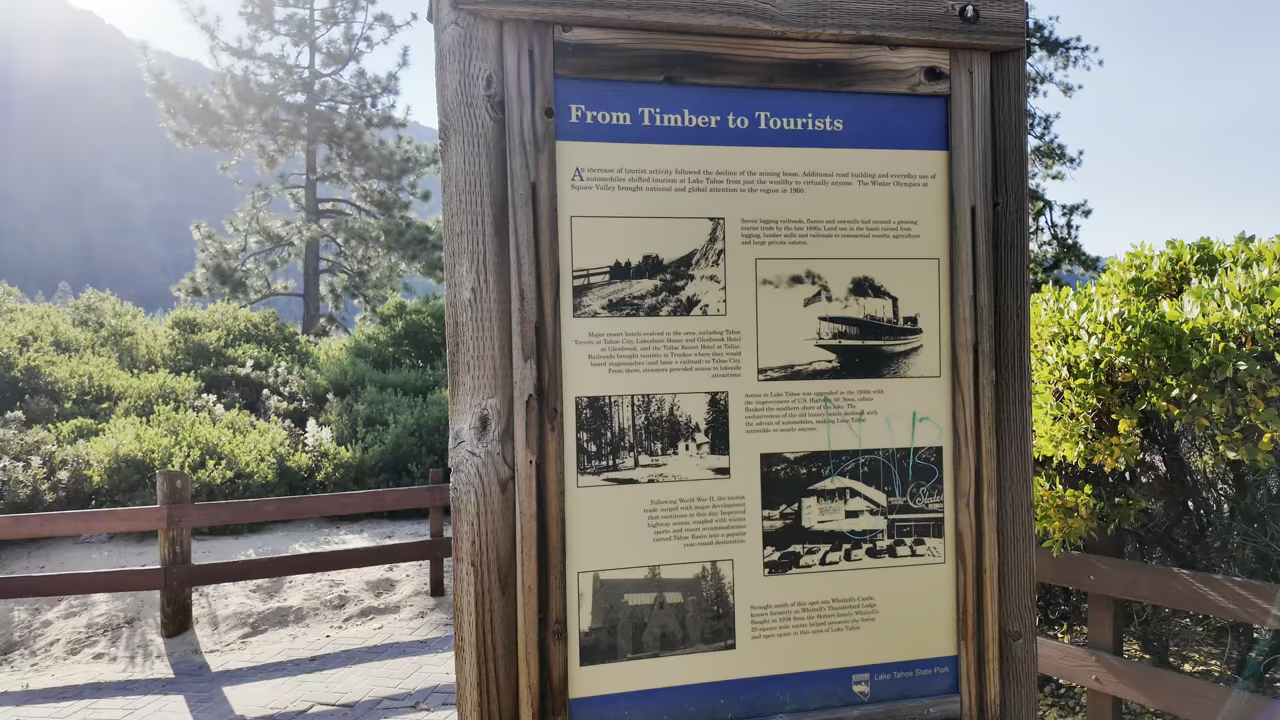 From Timber to Tourists
An increase of tourist activity followed the decline of the mining boom. Additional road building and everyday use of
automobiles shifted tourism at Lake Tahoe from just the wealthy to virtually anyone. The Winter Olympics at
Squaw Valley brought national and global attention to the region in 1960.
Scenic logging railroads, flumes and sawmills had created a growing
tourist trade by the late 1800s. Land use in the basin turned from
logging, lumber mills and railroads to commercial resorts, agriculture
and large private estates.
Major resort hotels evolved in the area, including Tahoe
Tavern at Tahoe City, Lakeshore House and Glenbrook Hotel
at Glenbrook, and the Tallac Resort Hotel at Tallac.
Railroads brought tourists to Truckee where they would
board stagecoaches (and later a railroad) to Tahoe City.
From there, steamers provided access to lakeside
attractions.
Access to Lake Tahoe was upgraded in the 1930s with
the improvement of U.S. Highway 50. Soon, cabins
flanked the southern shore of the lake. The
exclusiveness of the old luxury hotels declined with
the advent of automobiles, making Lake Tahoe
accessible to nearly anyone.
Following World War II, the tourist
trade surged with major development
that continues to this day. Improved
highway access, coupled with winter
sports and resort accommodations
turned Tahoe Basin into a popular
year-round destination.
Straight south of this spot sits Whittell's Castle,
known formerly as Whittell's Thunderbird Lodge.
Bought in 1938 from the Hobart family, Whittell's
20-square mile estate helped preserve the forest
and open space in this area of Lake Tahoe.
Lake Tahoe State Park